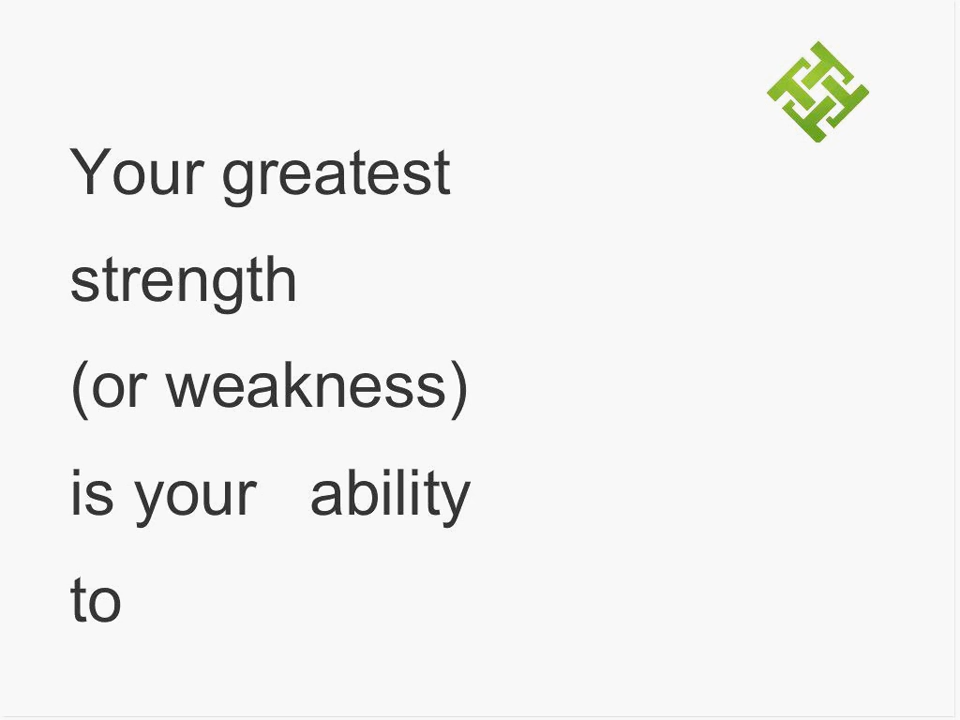 Your greatest
strength
(or weakness)
is your   ability
to